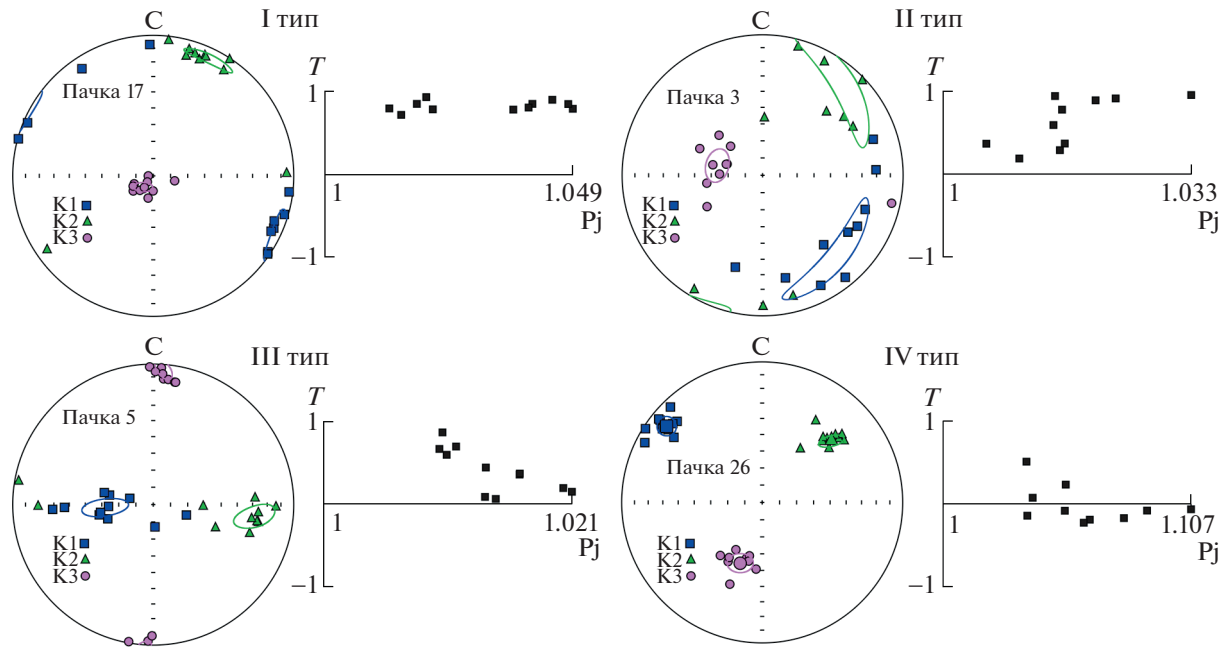 С
I тип
Пачка 17
K1
K2
K3
T
1
−1
1
1.049
Pj
С
II тип
Пачка 3
K1
K2
K3
T
1
−1
1
1.033
Pj
С
III тип
Пачка 5
K1
K2
K3
T
1
−1
1
1.021
Pj
С
IV тип
Пачка 26
K1
K2
K3
T
1
−1
1
1.107
Pj